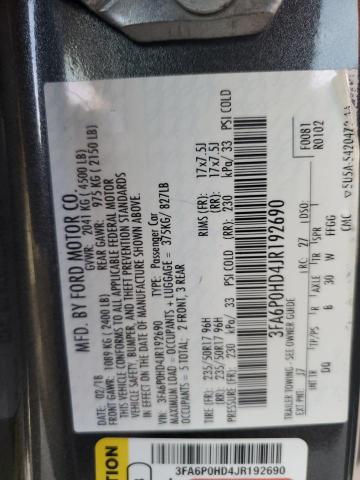 MFD. BY FORD MOTOR CO.
GVWR: 2041 KG ( 4500 LB)
02/18
FRONT GAWR: 1089 KG ( 2400 LB)
REAR GAWR: 975 KG ( 2150 LB)
THIS VEHICLE CONFORMS TO ALL APPLICABLE FEDERAL MOTOR
VEHICLE SAFETY, BUMPER, AND THEFT PREVENTION STANDARDS IN
EFFECT ON THE DATE OF MANUFACTURE SHOWN ABOVE.
VIN: 3FA6P0HD4JR192690
TYPE: Passenger Car
MAXIMUM LOAD = OCCUPANTS + LUGGAGE = 375KG/ 827LB
OCCUPANTS = 5 TOTAL: 2 FRONT, 3 REAR
TIRES (FR): 235/50R17 96H
(RR): 235/50R17 96H
RIMS (FR): 17x7.5J
(RR): 17x7.5J
PRESSURE (FR): 230 kPa/ 33 PSI COLD (RR): 230 kPa/ 33 PSI COLD
3FA6P0HD4JR192690
TRAILER TOWING - SEE OWNER GUIDE
F0081
R0102
EXT PNT: J7
RC: 27
DSO:
INT TR
TP/PS
R
AXLE
TR
SPR
DQ
B
30
W
FFGG
CMC
3FA6P0HD4JR192690